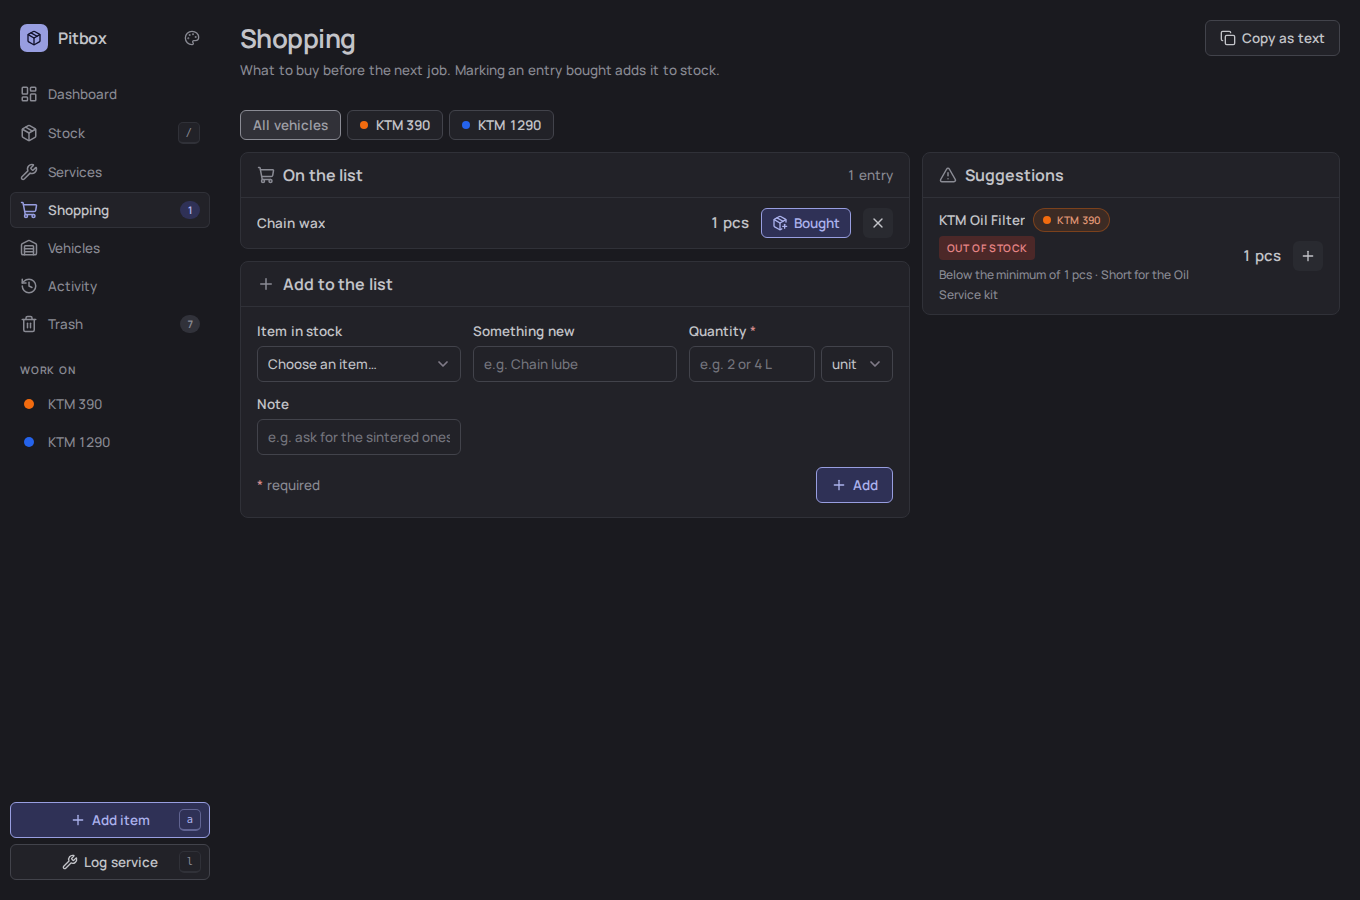 Pitbox
Dashboard
Stock /
Services
Shopping 1
Vehicles
Activity
Trash 7
WORK ON
KTM 390
KTM 1290
Add item a
Log service l
Shopping
What to buy before the next job. Marking an entry bought adds it to stock.
Copy as text
All vehicles KTM 390 KTM 1290
On the list 1 entry
Chain wax 1 pcs Bought
Add to the list
Item in stock Something new Quantity *
Choose an item... e.g. Chain lube e.g. 2 or 4 L unit
Note
e.g. ask for the sintered ones
* required Add
Suggestions
KTM Oil Filter KTM 390
OUT OF STOCK
1 pcs
Below the minimum of 1 pcs · Short for the Oil
Service kit